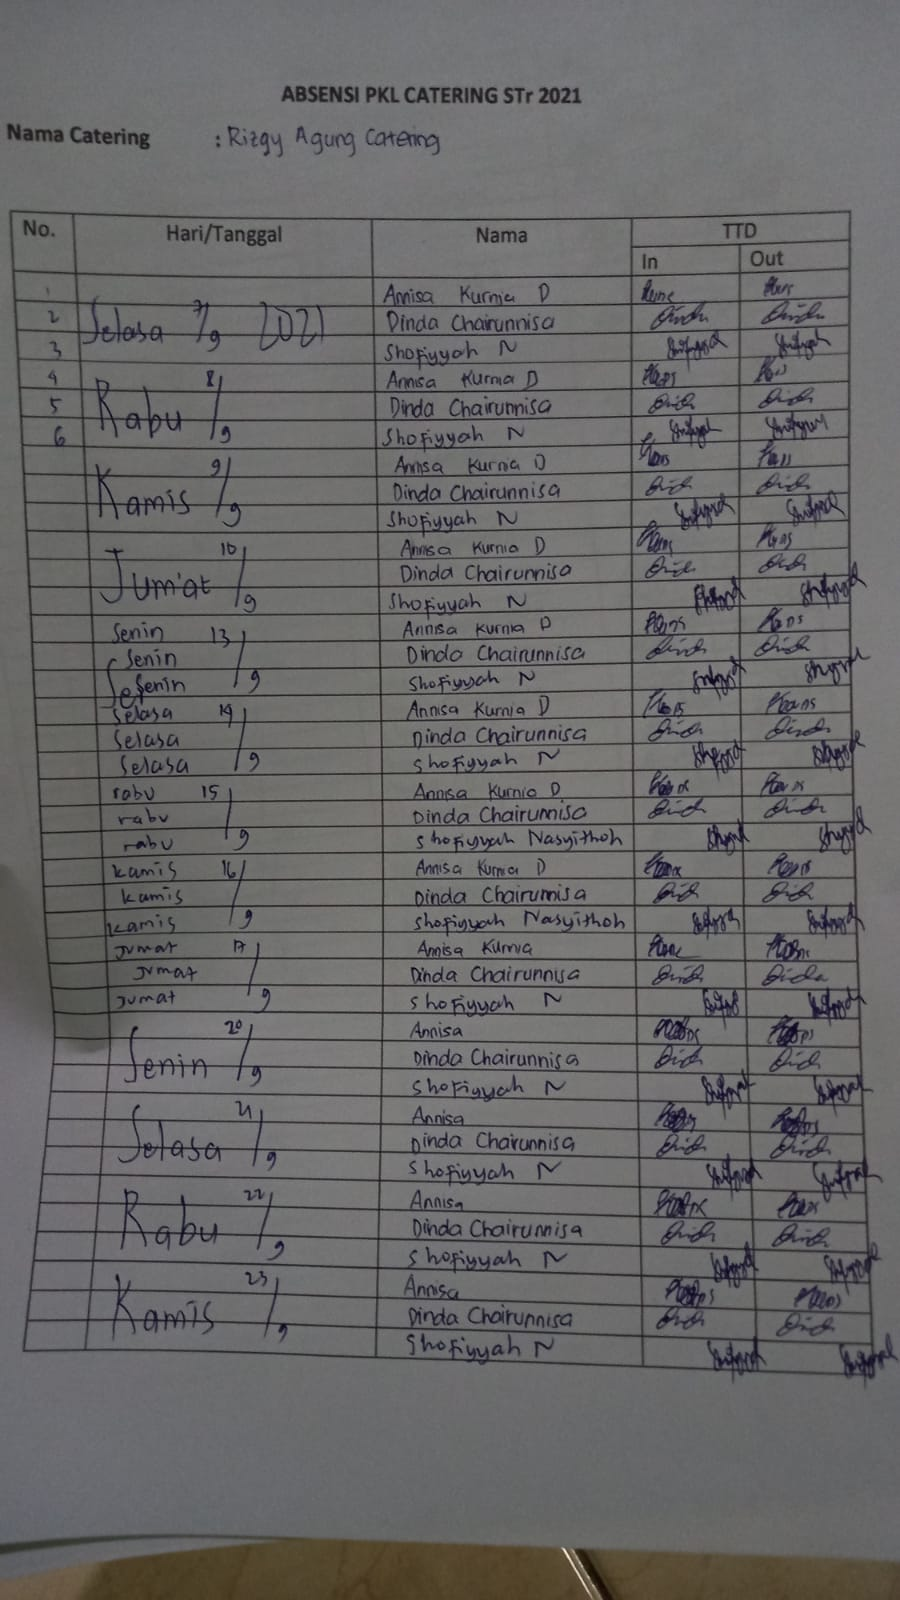 ABSENSI PKL CATERING STr 2021
Nama Catering : Rizqy Agung Catering
No. Hari/Tanggal Nama TTD
In Out
1 Annisa Kurnia D
2 Selasa 7/9 2021 Dinda Chairunnisa
3 Shofiyyah N
4 Annisa Kurnia D
5 Rabu 8/9 Dinda Chairunnisa
6 Shofiyyah N
Annisa Kurnia D
Kamis 9/9 Dinda Chairunnisa
Shofiyyah N
Annisa Kurnia D
Jum'at 10/9 Dinda Chairunnisa
Shofiyyah N
Senin 13/9 Annisa Kurnia D
Senin Dinda Chairunnisa
Senin Shofiyyah N
Selasa 14/9 Annisa Kurnia D
Selasa Dinda Chairunnisa
Selasa Shofiyyah N
rabu 15/9 Annisa Kurnia D
rabu Dinda Chairunnisa
rabu Shofiyyah Nasyithoh
kamis 16/9 Annisa Kurnia D
kamis Dinda Chairunnisa
kamis Shofiyyah Nasyithoh
Jumat 17/9 Annisa Kurnia
Jumat Dinda Chairunnisa
Jumat Shofiyyah N
Annisa
Senin 20/9 Dinda Chairunnisa
Shofiyyah N
Annisa
Selasa 21/9 Dinda Chairunnisa
Shofiyyah N
Annisa
Rabu 22/9 Dinda Chairunnisa
Shofiyyah N
Annisa
Kamis 23/9 Dinda Chairunnisa
Shofiyyah N